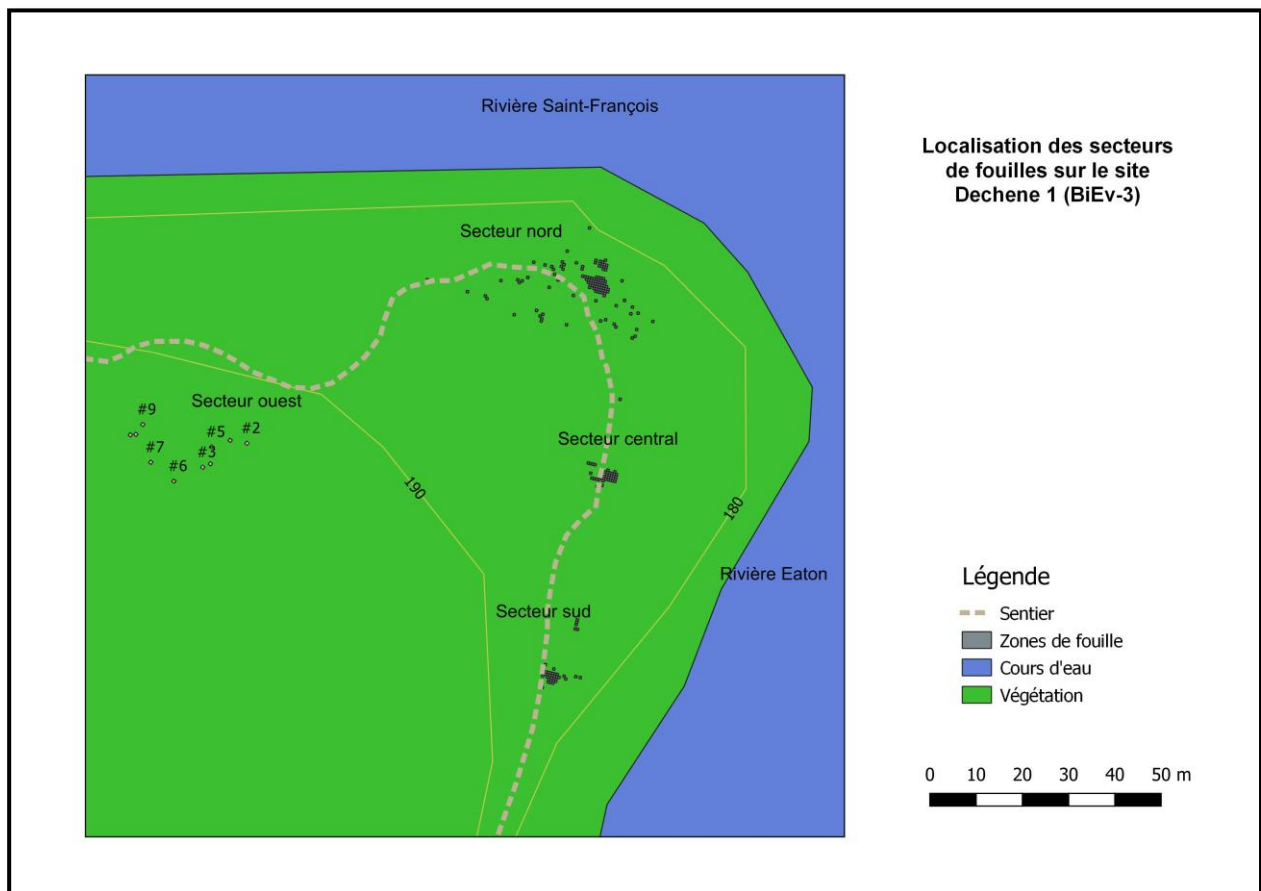 Rivière Saint-François
Localisation des secteurs
de fouilles sur le site
Dechene 1 (BiEv-3)
Secteur nord
Secteur ouest
#9
#5
#2
#7
#3
#6
Secteur central
190
180
Rivière Eaton
Secteur sud
Légende
Sentier
Zones de fouille
Cours d'eau
Végétation
0 10 20 30 40 50 m